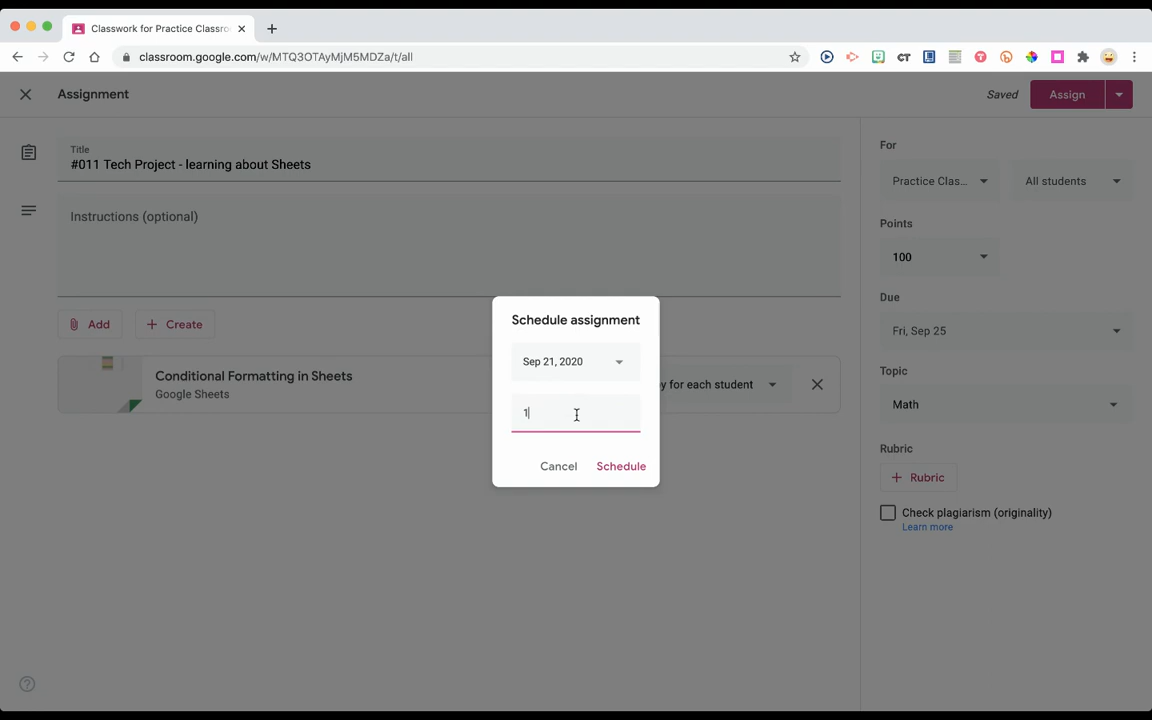 Classwork for Practice Classro
classroom.google.com/w/MTQ3OTAyMjM5MDZa/t/all
Assignment
Saved
Assign
Title
#011 Tech Project - learning about Sheets
Instructions (optional)
Add
Create
Conditional Formatting in Sheets
Google Sheets
y for each student
Schedule assignment
Sep 21, 2020
1
Cancel
Schedule
For
Practice Clas...
All students
Points
100
Due
Fri, Sep 25
Topic
Math
Rubric
Rubric
Check plagiarism (originality)
Learn more